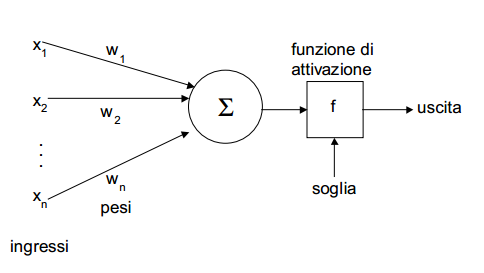 x1
w1
x2
w2
⋮
xn
wn
pesi
ingressi
Σ
funzione di
attivazione
f
uscita
soglia